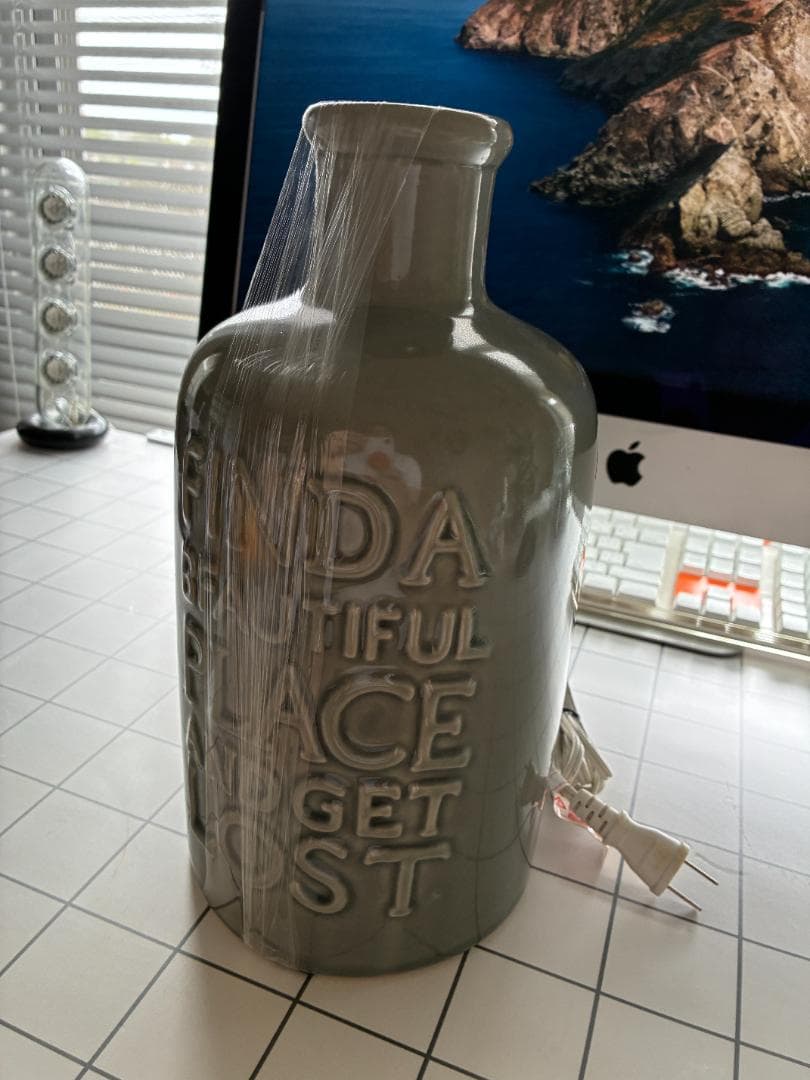 FIND A
BEAUTIFUL
PLACE
AND GET
LOST